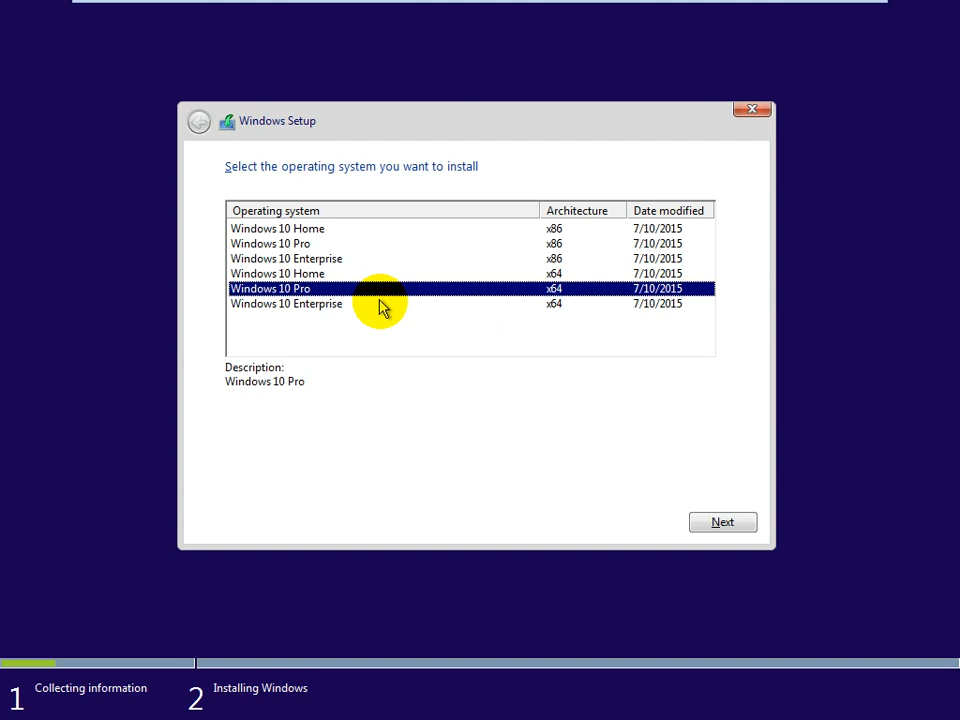 Windows Setup
Select the operating system you want to install
Operating system Architecture Date modified
Windows 10 Home x86 7/10/2015
Windows 10 Pro x86 7/10/2015
Windows 10 Enterprise x86 7/10/2015
Windows 10 Home x64 7/10/2015
Windows 10 Pro x64 7/10/2015
Windows 10 Enterprise x64 7/10/2015
Description:
Windows 10 Pro
Next
1 Collecting information 2 Installing Windows